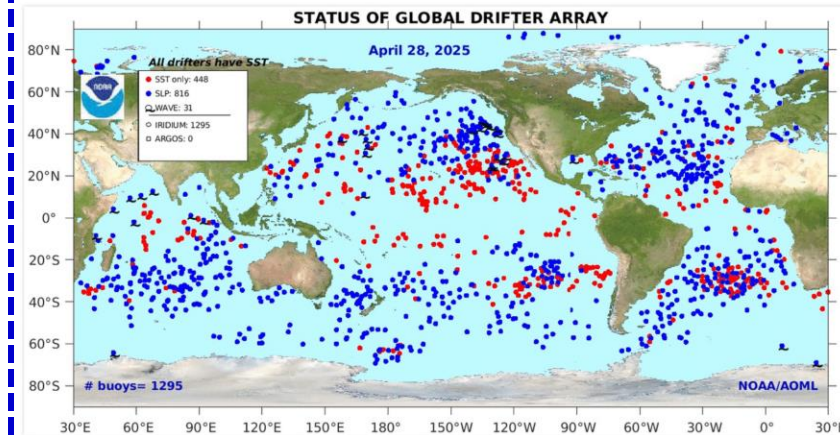 STATUS OF GLOBAL DRIFTER ARRAY
April 28, 2025
All drifters have SST
NOAA
SST only: 448
SLP: 816
WAVE: 31
IRIDIUM: 1295
ARGOS: 0
80°N
60°N
40°N
20°N
0°
20°S
40°S
60°S
80°S
# buoys= 1295
NOAA/AOML
30°E 60°E 90°E 120°E 150°E 180°W 150°W 120°W 90°W 60°W 30°W 0° 30°E